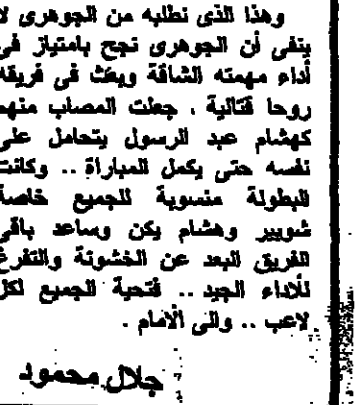 وهذا الذى نطلبه من الجوهرى لا
ينفى أن الجوهرى نجح بامتياز فى
أداء مهمته الشاقة وبعث فى فريقه
روحا قتالية ، جعلت المصاب منهم
كهشام عبد الرسول يتحامل على
نفسه حتى يكمل المباراة .. وكانت
البطولة منسوبة للجميع خاصة
شوبير وهشام يكن وساعد باقى
الفريق البعد عن الخشونة والتفرغ
للأداء الجيد .. فتحية الجميع لكل
لاعب .. والى الأمام .
جلال محمود